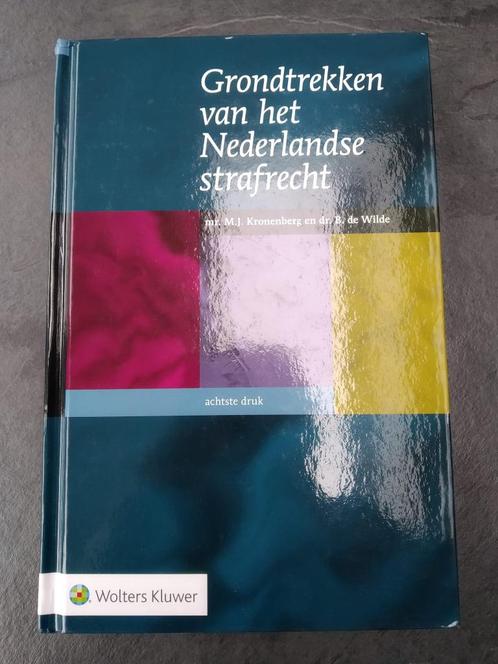 Grondtrekken
van het
Nederlandse
strafrecht
mr. M.J. Kronenberg en dr. B. de Wilde
achtste druk
Wolters Kluwer